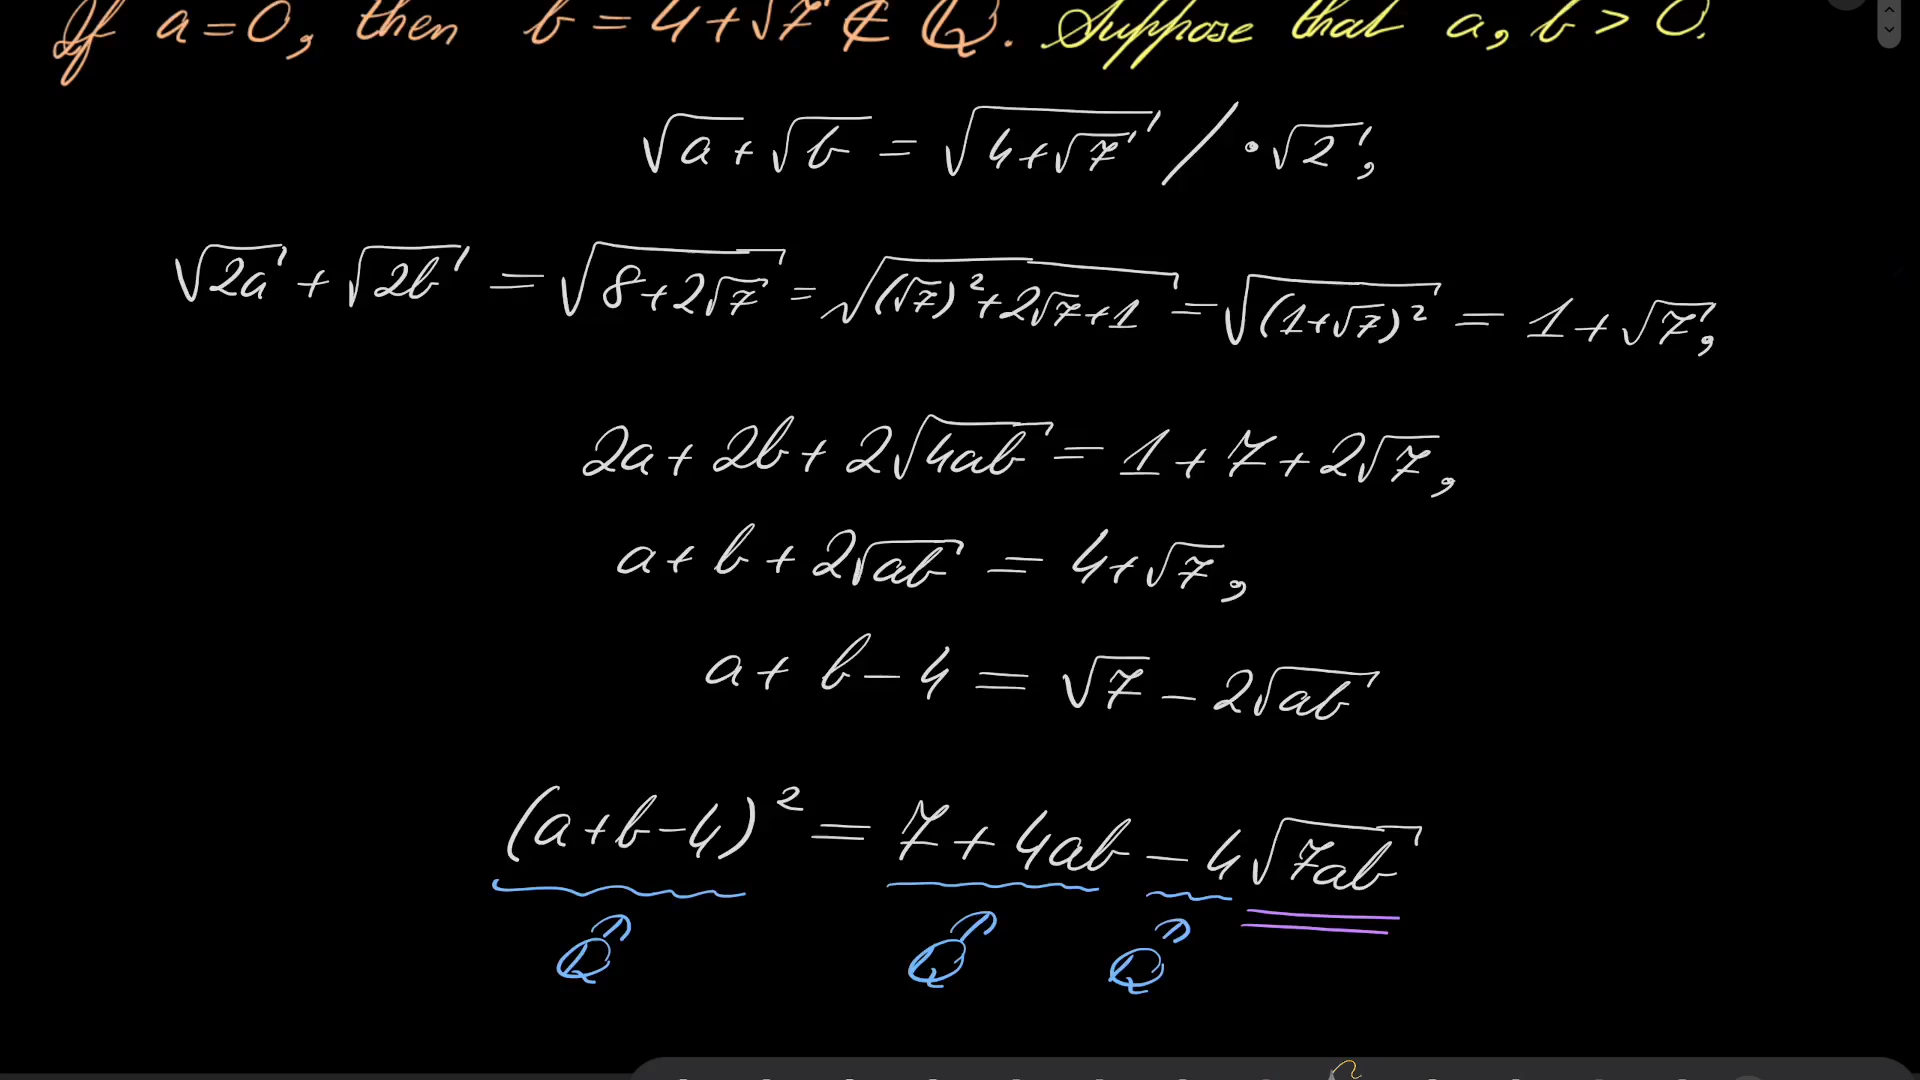 If a = 0, then b = 4 + √7 ∉ Q. Suppose that a, b > 0.
√a + √b = √(4 + √7) / · √2,
√(2a) + √(2b) = √(8 + 2√7) = √((√7)² + 2√7 + 1) = √((1 + √7)²) = 1 + √7,
2a + 2b + 2√(4ab) = 1 + 7 + 2√7,
a + b + 2√(ab) = 4 + √7,
a + b − 4 = √7 − 2√(ab)
(a + b − 4)² = 7 + 4ab − 4√(7ab)
Q Q Q